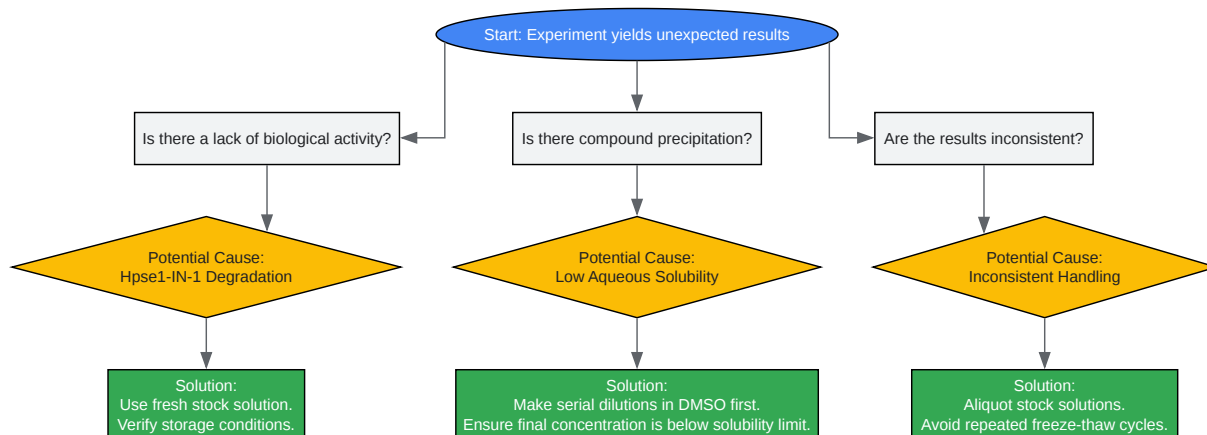 Start: Experiment yields unexpected results
Is there a lack of biological activity?
Is there compound precipitation?
Are the results inconsistent?
Potential Cause:
Hpse1-IN-1 Degradation
Potential Cause:
Low Aqueous Solubility
Potential Cause:
Inconsistent Handling
Solution:
Use fresh stock solution.
Verify storage conditions.
Solution:
Make serial dilutions in DMSO first.
Ensure final concentration is below solubility limit.
Solution:
Aliquot stock solutions.
Avoid repeated freeze-thaw cycles.